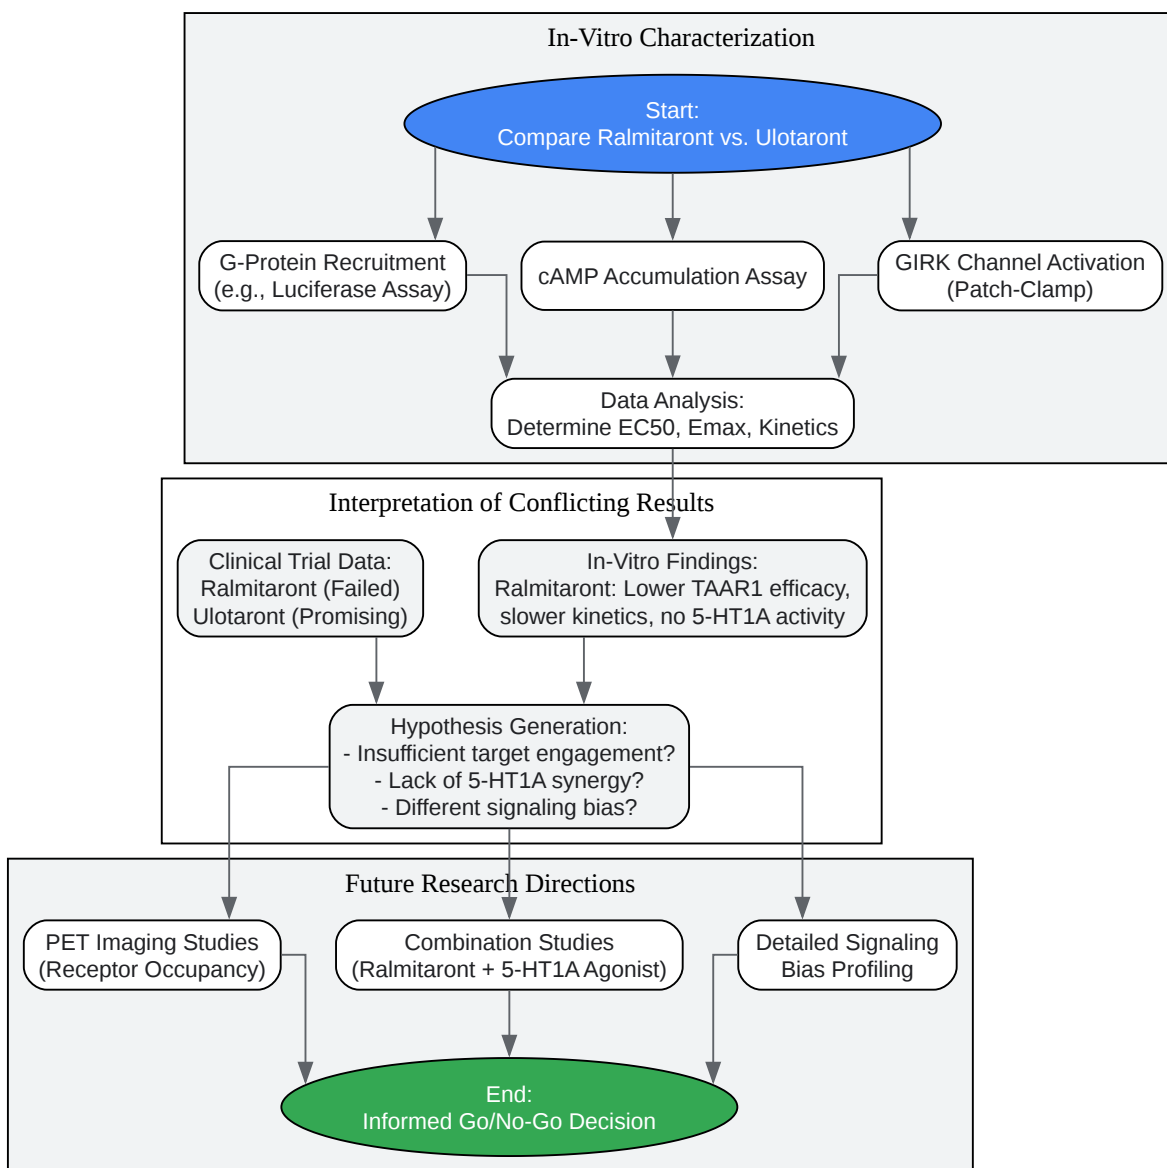 In-Vitro Characterization
Start:
Compare Ralmitaront vs. Ulotaront
G-Protein Recruitment
(e.g., Luciferase Assay)
cAMP Accumulation Assay
GIRK Channel Activation
(Patch-Clamp)
Data Analysis:
Determine EC50, Emax, Kinetics
Interpretation of Conflicting Results
Clinical Trial Data:
Ralmitaront (Failed)
Ulotaront (Promising)
In-Vitro Findings:
Ralmitaront: Lower TAAR1 efficacy,
slower kinetics, no 5-HT1A activity
Hypothesis Generation:
- Insufficient target engagement?
- Lack of 5-HT1A synergy?
- Different signaling bias?
Future Research Directions
PET Imaging Studies
(Receptor Occupancy)
Combination Studies
(Ralmitaront + 5-HT1A Agonist)
Detailed Signaling
Bias Profiling
End:
Informed Go/No-Go Decision